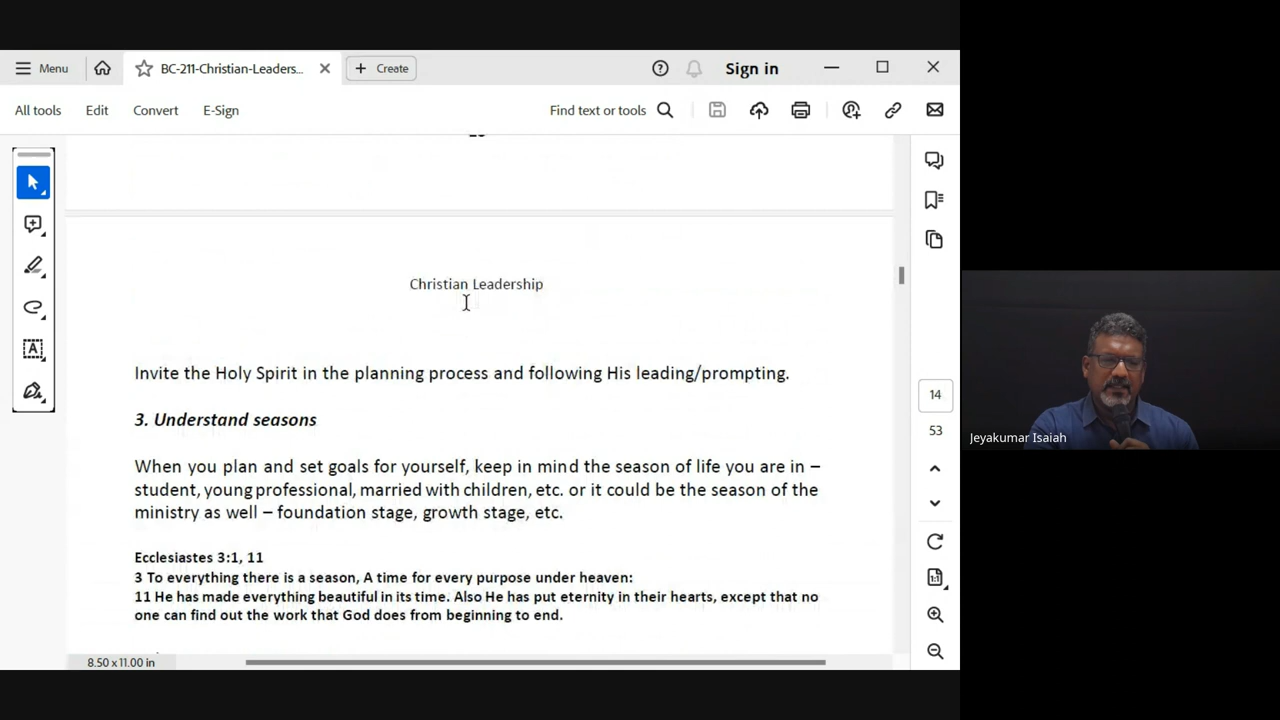 Menu
BC-211-Christian-Leaders...
Create
Sign in
All tools
Edit
Convert
E-Sign
Find text or tools
Christian Leadership
Invite the Holy Spirit in the planning process and following His leading/prompting.
3. Understand seasons
When you plan and set goals for yourself, keep in mind the season of life you are in –
student, young professional, married with children, etc. or it could be the season of the
ministry as well – foundation stage, growth stage, etc.
Ecclesiastes 3:1, 11
3 To everything there is a season, A time for every purpose under heaven:
11 He has made everything beautiful in its time. Also He has put eternity in their hearts, except that no
one can find out the work that God does from beginning to end.
14
53
1:1
8.50 x 11.00 in
Jeyakumar Isaiah